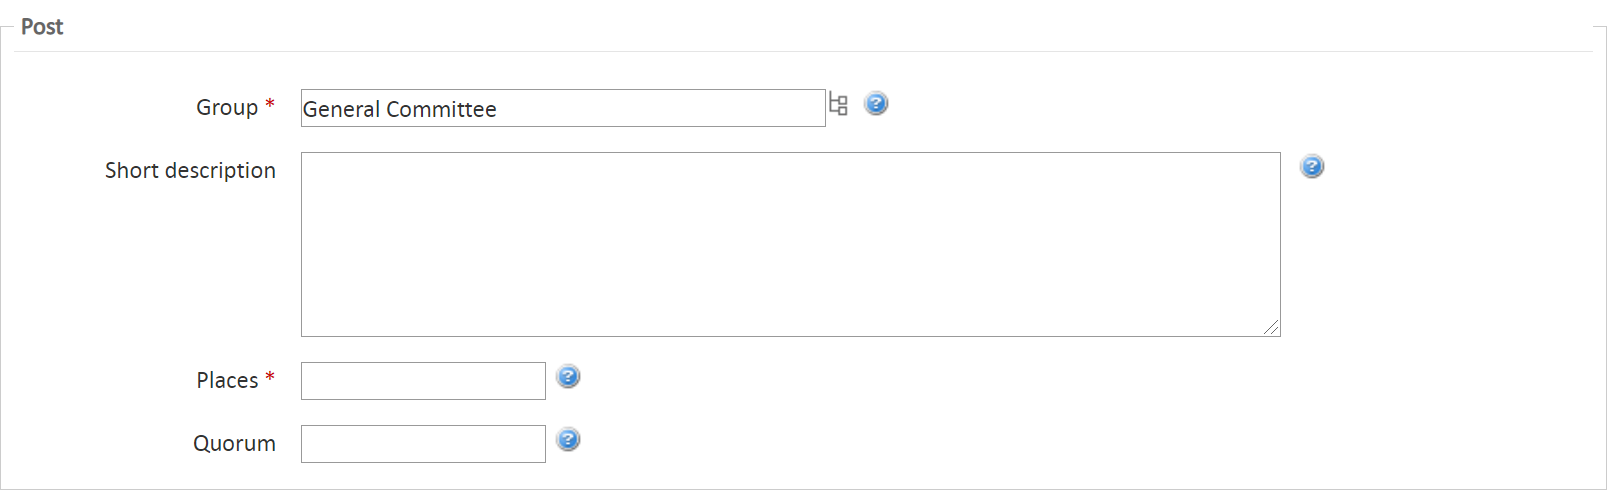 Post
Group *
General Committee
Short description
Places *
Quorum